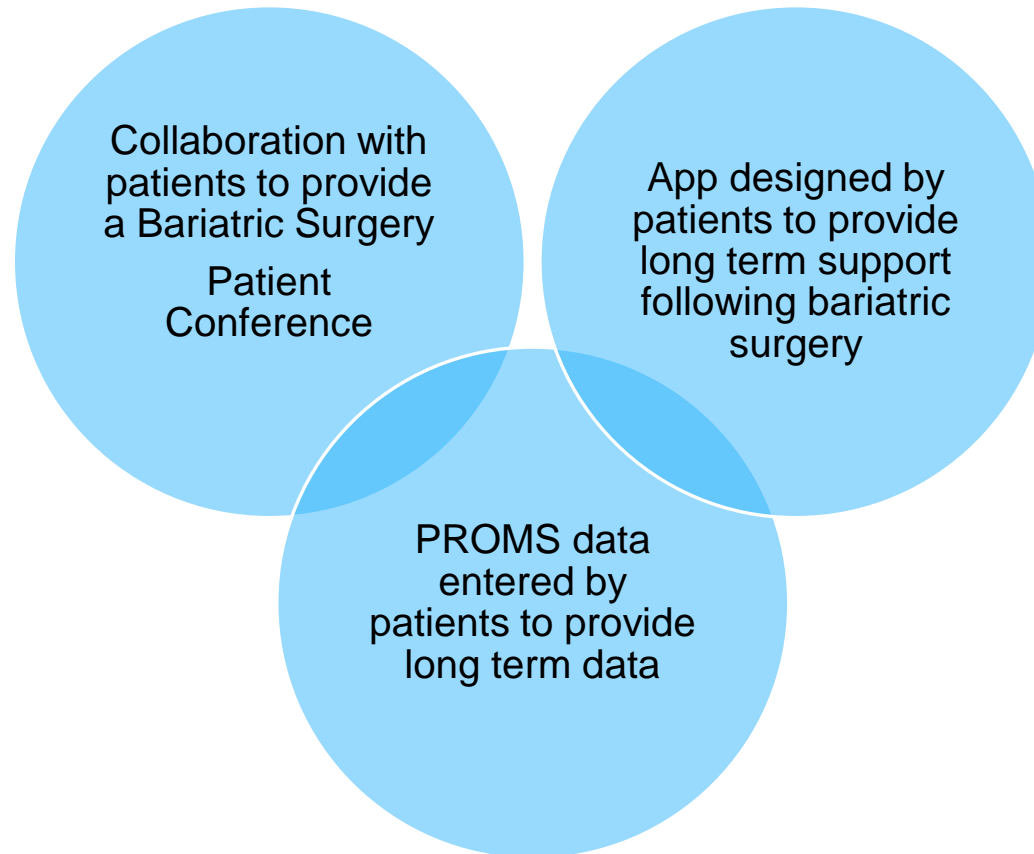 Collaboration with
patients to provide
a Bariatric Surgery
Patient
Conference
App designed by
patients to provide
long term support
following bariatric
surgery
PROMS data
entered by
patients to provide
long term data